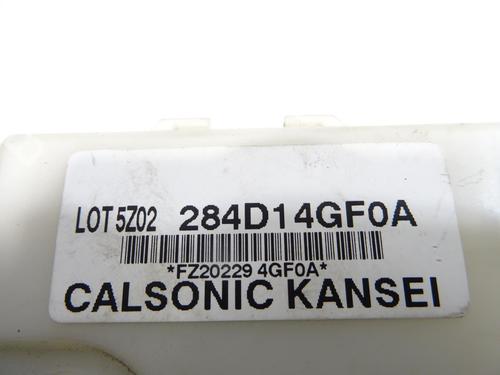 LOT 5Z02 284D14GF0A
*FZ20229 4GF0A*
CALSONIC KANSEI